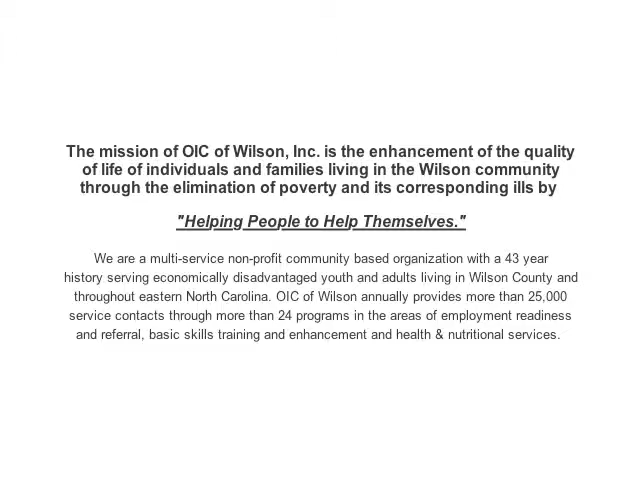 The mission of OIC of Wilson, Inc. is the enhancement of the quality
of life of individuals and families living in the Wilson community
through the elimination of poverty and its corresponding ills by
"Helping People to Help Themselves."
We are a multi-service non-profit community based organization with a 43 year
history serving economically disadvantaged youth and adults living in Wilson County and
throughout eastern North Carolina. OIC of Wilson annually provides more than 25,000
service contacts through more than 24 programs in the areas of employment readiness
and referral, basic skills training and enhancement and health & nutritional services.